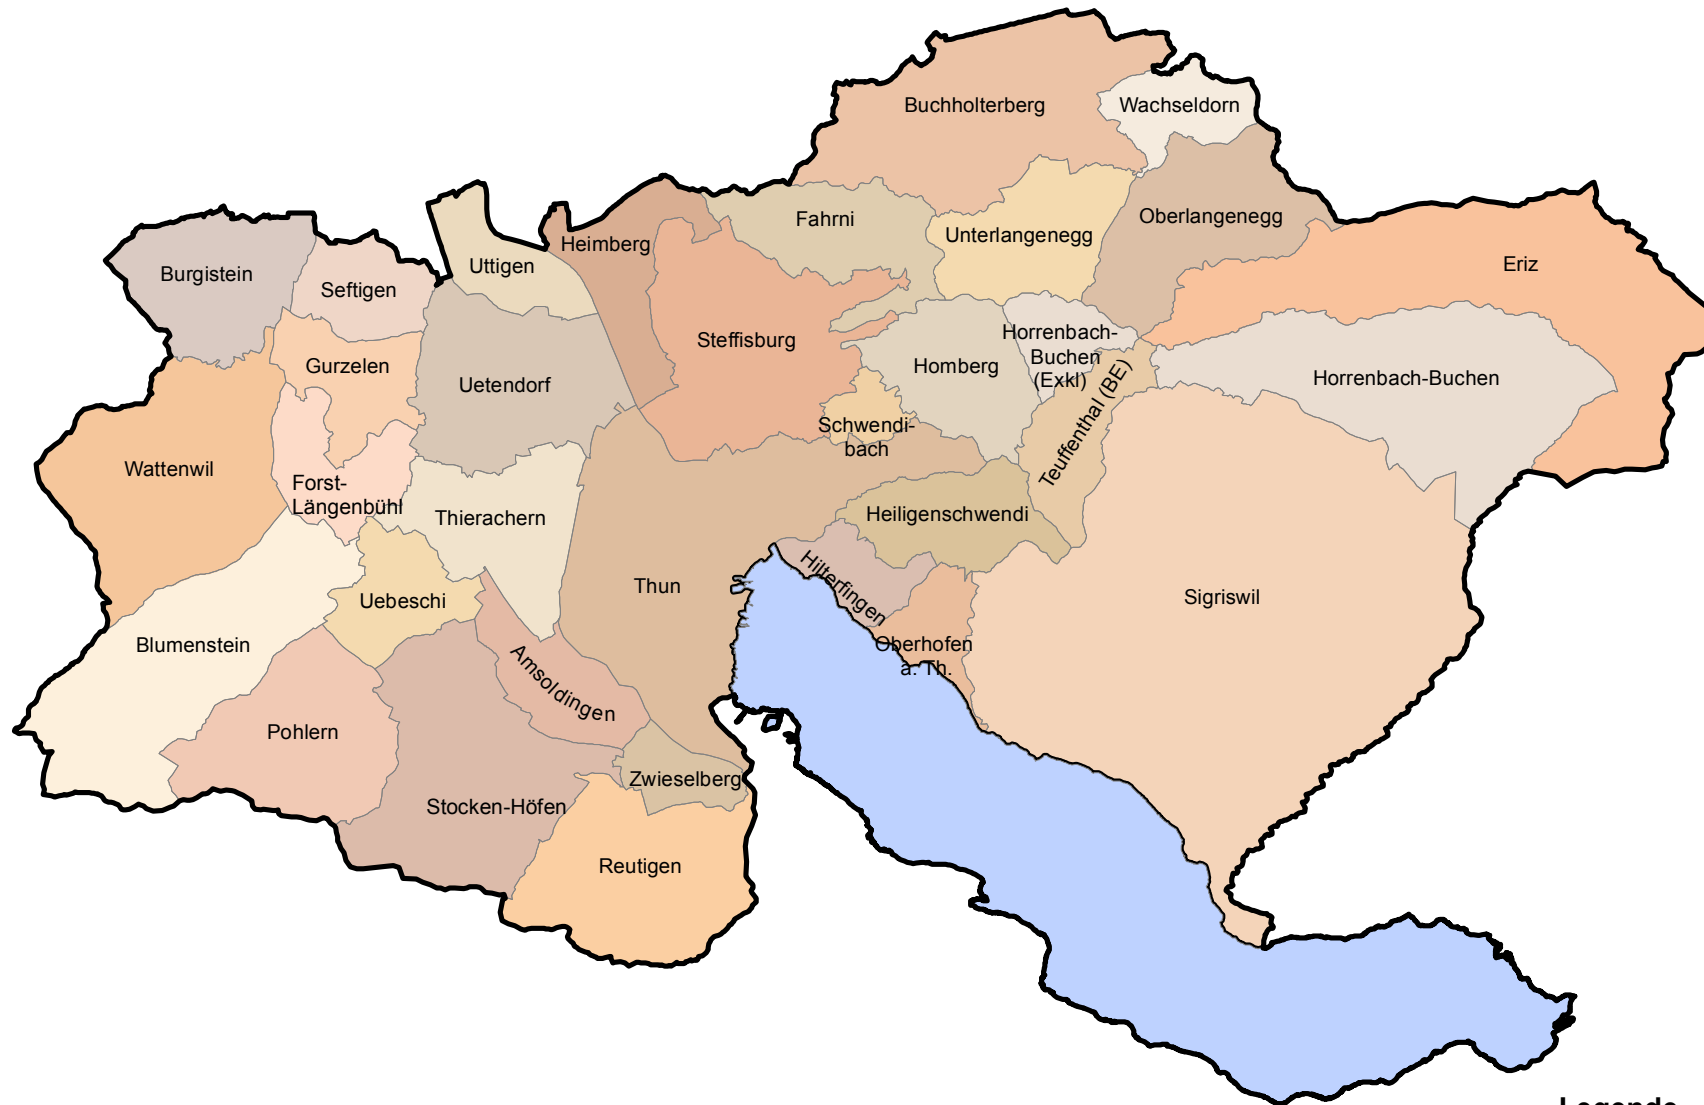 Buchholterberg
Wachseldorn
Fahrni
Oberlangenegg
Unterlangenegg
Heimberg
Uttigen
Burgistein
Seftigen
Eriz
Steffisburg
Horrenbach-
Buchen
(Exkl)
Gurzelen
Homberg
Horrenbach-Buchen
Uetendorf
Teuffenthal (BE)
Schwendi-
bach
Wattenwil
Forst-
Längenbühl
Thierachern
Heiligenschwendi
Hilterfingen
Thun
Uebeschi
Sigriswil
Blumenstein
Oberhofen
a. Th.
Amsoldingen
Pohlern
Zwieselberg
Stocken-Höfen
Reutigen
Legende